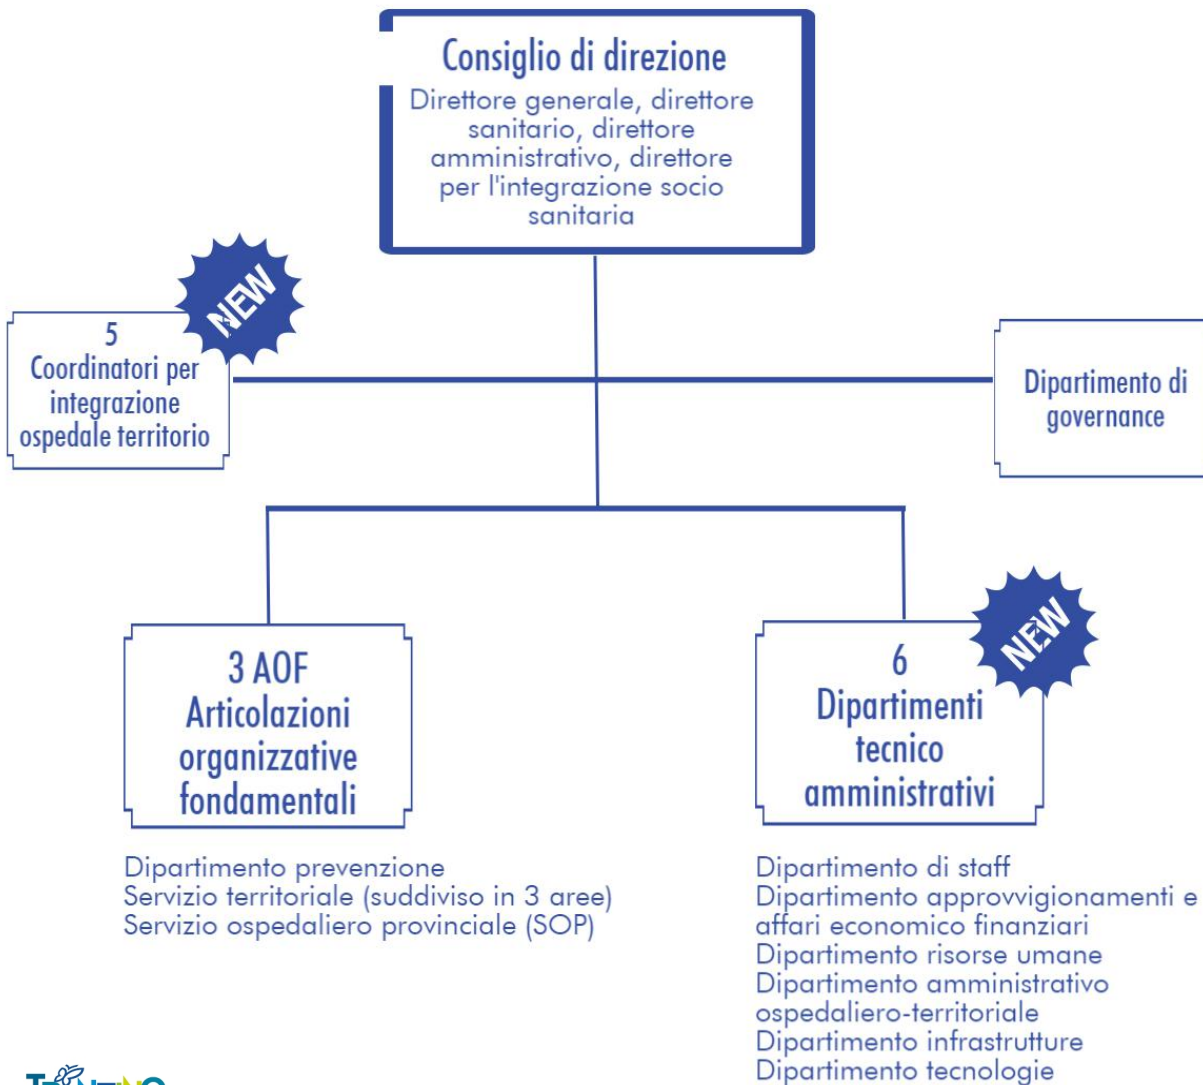 Consiglio di direzione
Direttore generale, direttore
sanitario, direttore
amministrativo, direttore
per l'integrazione socio
sanitaria
NEW
5
Coordinatori per
integrazione
ospedale territorio
Dipartimento di
governance
3 AOF
Articolazioni
organizzative
fondamentali
NEW
6
Dipartimenti
tecnico
amministrativi
Dipartimento prevenzione
Servizio territoriale (suddiviso in 3 aree)
Servizio ospedaliero provinciale (SOP)
Dipartimento di staff
Dipartimento approvvigionamenti e
affari economico finanziari
Dipartimento risorse umane
Dipartimento amministrativo
ospedaliero-territoriale
Dipartimento infrastrutture
Dipartimento tecnologie